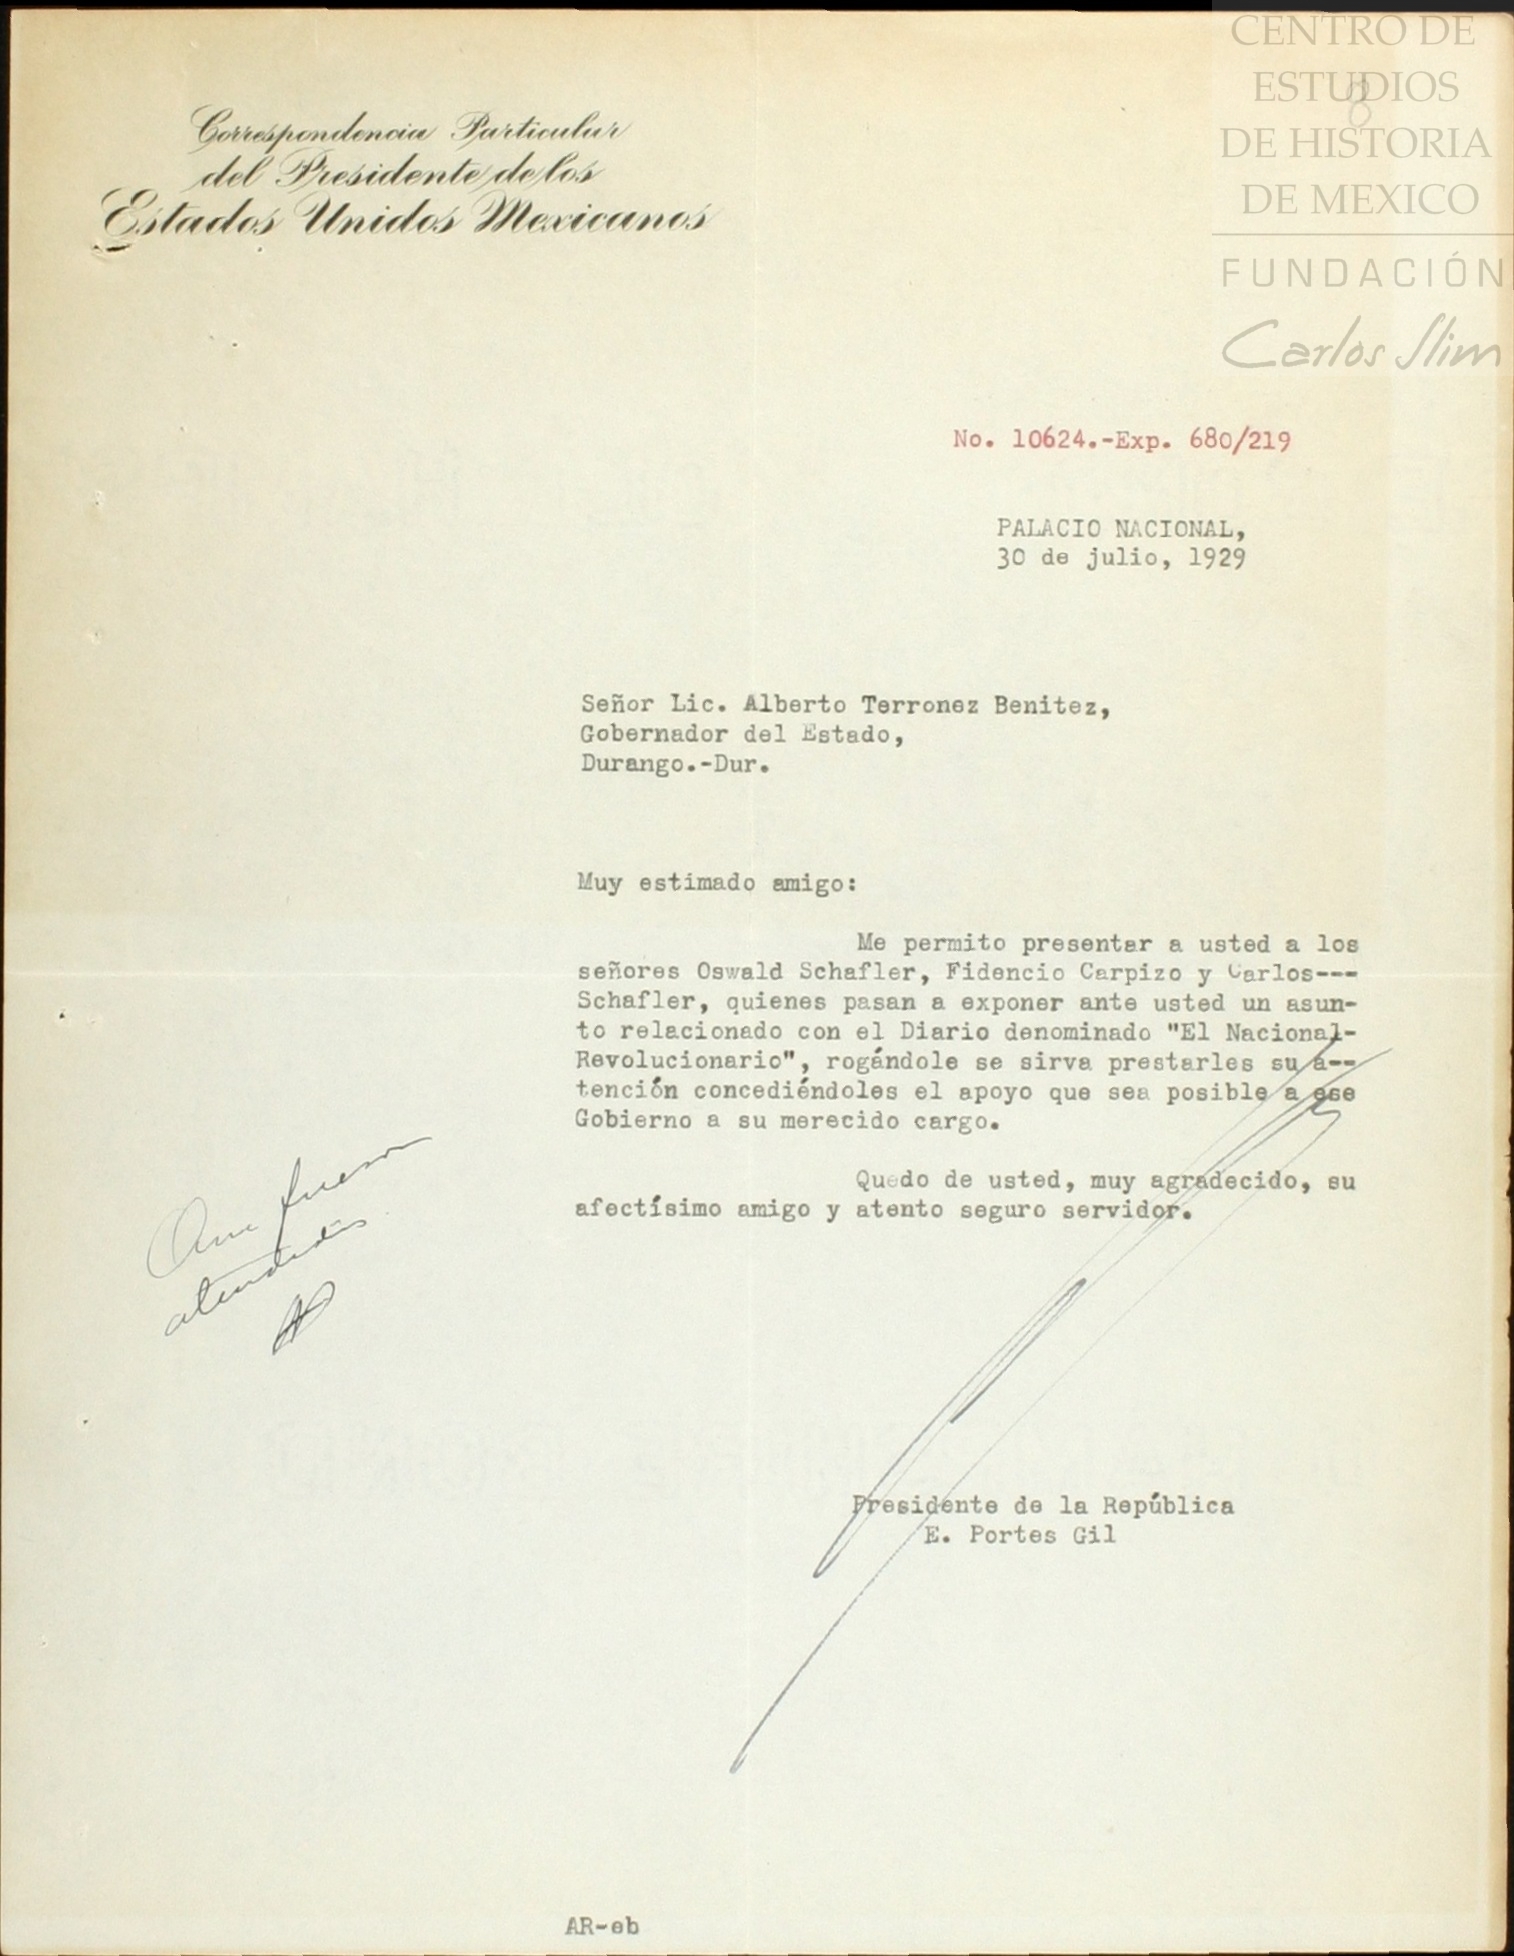 CENTRO DE
ESTUDIOS
DE HISTORIA
DE MEXICO
FUNDACIÓN
Carlos Slim
8
Correspondencia Particular
del Presidente de los
Estados Unidos Mexicanos
No. 10624.-Exp. 680/219
PALACIO NACIONAL,
30 de julio, 1929
Señor Lic. Alberto Terronez Benitez,
Gobernador del Estado,
Durango.-Dur.
Muy estimado amigo:
Me permito presentar a usted a los
señores Oswald Schafler, Fidencio Carpizo y Carlos---
Schafler, quienes pasan a exponer ante usted un asun-
to relacionado con el Diario denominado "El Nacional-
Revolucionario", rogándole se sirva prestarles su a--
tención concediéndoles el apoyo que sea posible a ese
Gobierno a su merecido cargo.
Quedo de usted, muy agradecido, su
afectísimo amigo y atento seguro servidor.
Que fueron
atendidos
Presidente de la República
E. Portes Gil
AR-eb